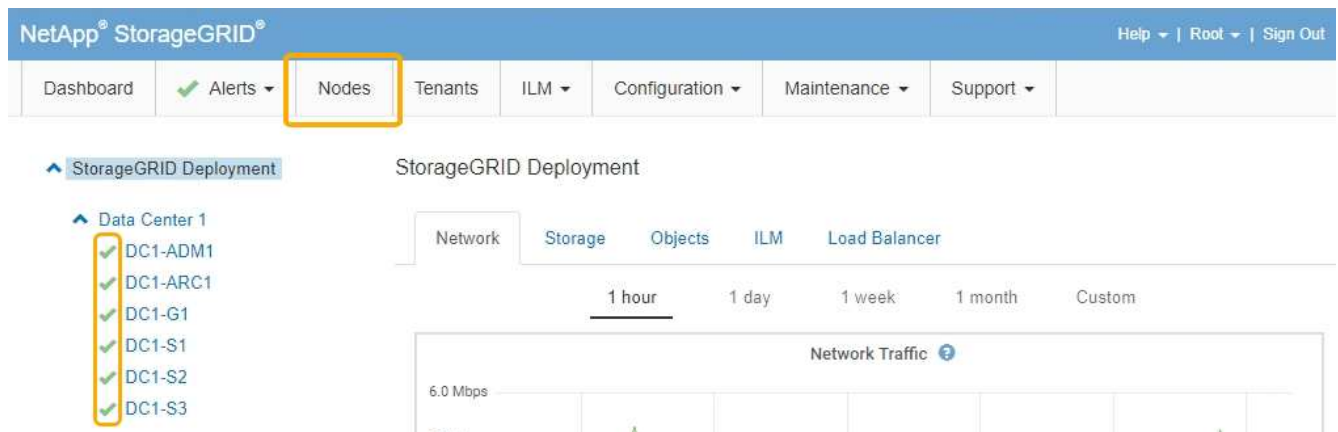 NetApp® StorageGRID®
Help | Root | Sign Out
Dashboard Alerts Nodes Tenants ILM Configuration Maintenance Support
StorageGRID Deployment
StorageGRID Deployment
Data Center 1
DC1-ADM1
DC1-ARC1
DC1-G1
DC1-S1
DC1-S2
DC1-S3
Network Storage Objects ILM Load Balancer
1 hour 1 day 1 week 1 month Custom
Network Traffic ?
6.0 Mbps